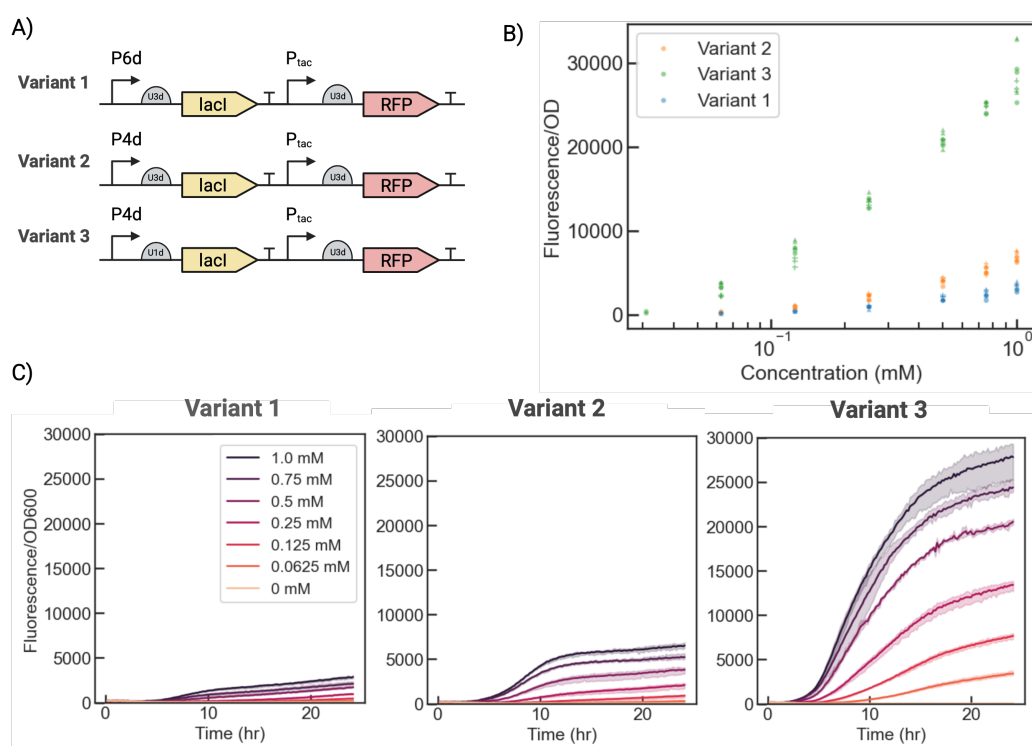 A)
P6d
P_tac
Variant 1
U3d
lacI
U3d
RFP
P4d
P_tac
Variant 2
U3d
lacI
U3d
RFP
P4d
P_tac
Variant 3
U1d
lacI
U3d
RFP
B)
Fluorescence/OD
30000
20000
10000
0
Variant 2
Variant 3
Variant 1
10⁻¹
10⁰
Concentration (mM)
C)
Variant 1
Fluorescence/OD600
30000
25000
20000
15000
10000
5000
0
1.0 mM
0.75 mM
0.5 mM
0.25 mM
0.125 mM
0.0625 mM
0 mM
0
10
20
Time (hr)
Variant 2
30000
25000
20000
15000
10000
5000
0
0
10
20
Time (hr)
Variant 3
30000
25000
20000
15000
10000
5000
0
0
10
20
Time (hr)